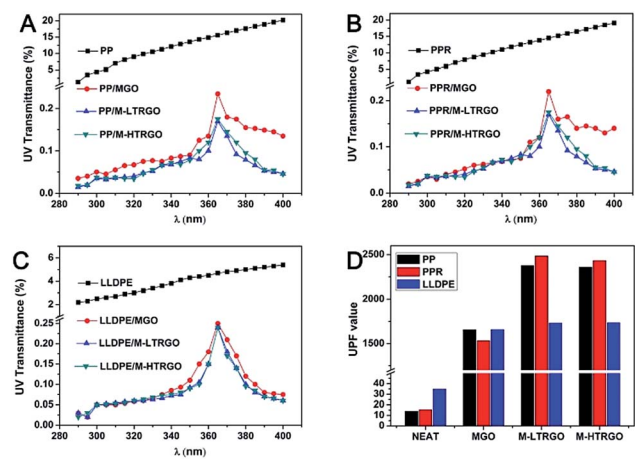 A
20
15
10
5
0.2
0.1
0.0
UV Transmittance (%)
PP
PP/MGO
PP/M-LTRGO
PP/M-HTRGO
300 320 340 360 380 400
λ (nm)
B
20
15
10
5
0.2
0.1
0.0
UV Transmittance (%)
PPR
PPR/MGO
PPR/M-LTRGO
PPR/M-HTRGO
300 320 340 360 380 400
λ (nm)
C
6
4
2
0.25
0.20
0.15
0.10
0.05
0.00
UV Transmittance (%)
LLDPE
LLDPE/MGO
LLDPE/M-LTRGO
LLDPE/M-HTRGO
300 320 340 360 380 400
λ (nm)
D
2500
2000
1500
40
30
20
10
0
UPF value
PP
PPR
LLDPE
NEAT MGO M-LTRGO M-HTRGO